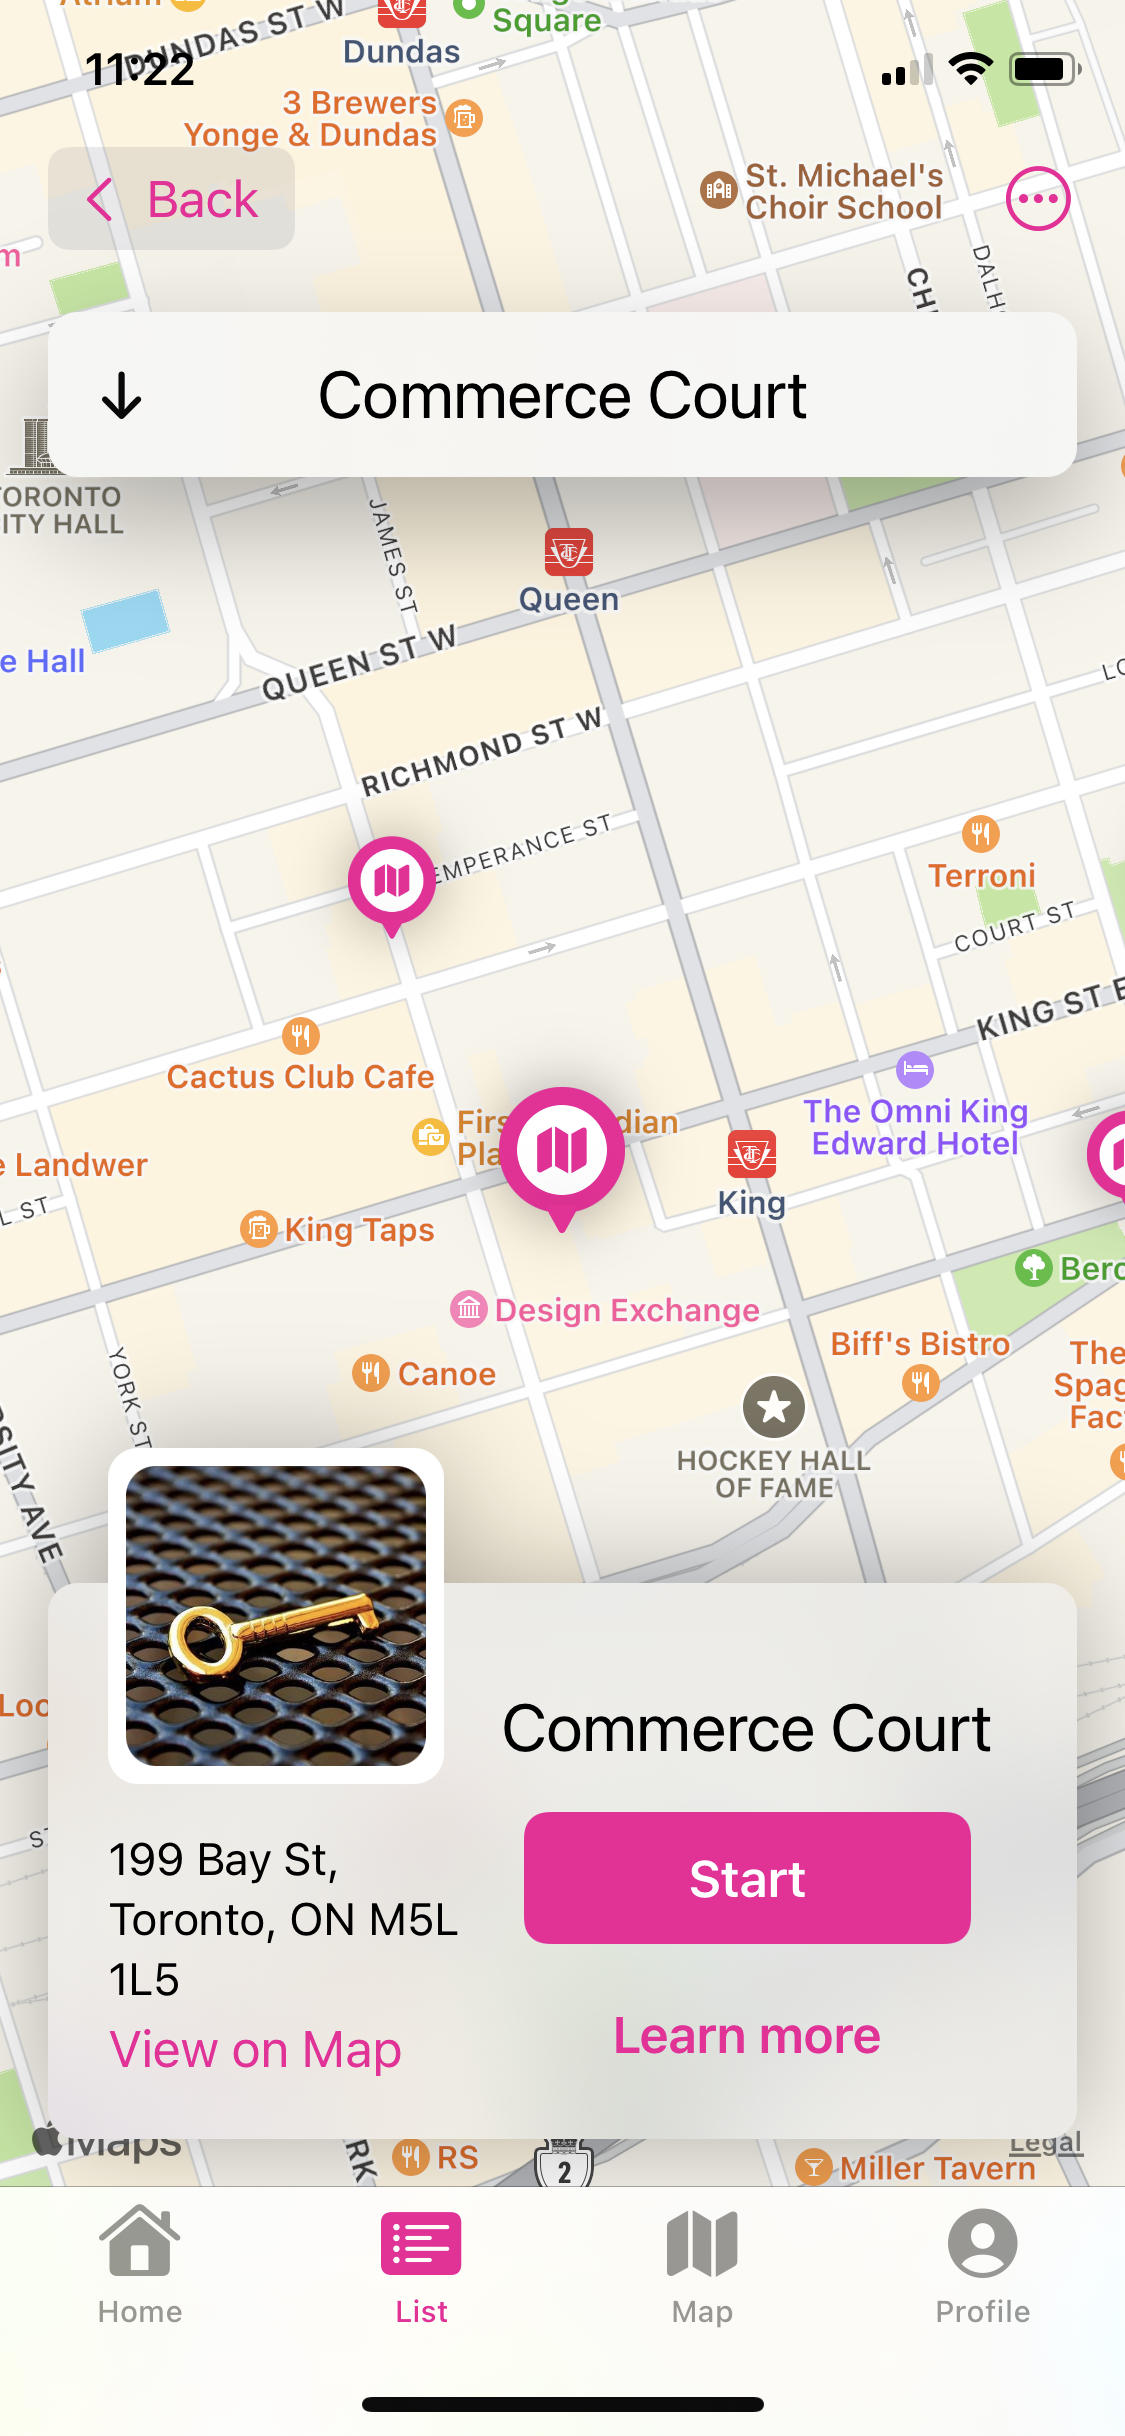 DUNDAS ST W
Dundas
Square
11:22
3 Brewers
Yonge & Dundas
Back
St. Michael's
Choir School
Commerce Court
TORONTO
CITY HALL
JAMES ST
Queen
e Hall
QUEEN ST W
RICHMOND ST W
EMPERANCE ST
Terroni
COURT ST
KING ST E
Cactus Club Cafe
The Omni King
Edward Hotel
e Landwer
King
King Taps
Design Exchange
Biff's Bistro
Canoe
The
YORK ST
HOCKEY HALL
OF FAME
Commerce Court
199 Bay St,
Toronto, ON M5L
1L5
Start
View on Map
Learn more
Maps
Legal
RS
2
Miller Tavern
Home
List
Map
Profile